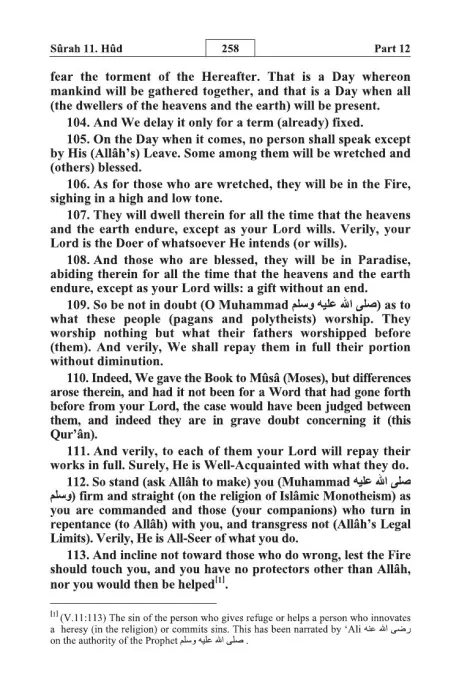 Sûrah 11. Hûd 258 Part 12
fear the torment of the Hereafter. That is a Day whereon
mankind will be gathered together, and that is a Day when all
(the dwellers of the heavens and the earth) will be present.
104. And We delay it only for a term (already) fixed.
105. On the Day when it comes, no person shall speak except
by His (Allâh's) Leave. Some among them will be wretched and
(others) blessed.
106. As for those who are wretched, they will be in the Fire,
sighing in a high and low tone.
107. They will dwell therein for all the time that the heavens
and the earth endure, except as your Lord wills. Verily, your
Lord is the Doer of whatsoever He intends (or wills).
108. And those who are blessed, they will be in Paradise,
abiding therein for all the time that the heavens and the earth
endure, except as your Lord wills: a gift without an end.
109. So be not in doubt (O Muhammad صلى الله عليه وسلم) as to
what these people (pagans and polytheists) worship. They
worship nothing but what their fathers worshipped before
(them). And verily, We shall repay them in full their portion
without diminution.
110. Indeed, We gave the Book to Mûsâ (Moses), but differences
arose therein, and had it not been for a Word that had gone forth
before from your Lord, the case would have been judged between
them, and indeed they are in grave doubt concerning it (this
Qur'ân).
111. And verily, to each of them your Lord will repay their
works in full. Surely, He is Well-Acquainted with what they do.
112. So stand (ask Allâh to make) you (Muhammad صلى الله عليه
وسلم) firm and straight (on the religion of Islâmic Monotheism) as
you are commanded and those (your companions) who turn in
repentance (to Allâh) with you, and transgress not (Allâh's Legal
Limits). Verily, He is All-Seer of what you do.
113. And incline not toward those who do wrong, lest the Fire
should touch you, and you have no protectors other than Allâh,
nor you would then be helped[1].
[1] (V.11:113) The sin of the person who gives refuge or helps a person who innovates
a heresy (in the religion) or commits sins. This has been narrated by ‘Ali رضى الله عنه
on the authority of the Prophet صلى الله عليه وسلم .